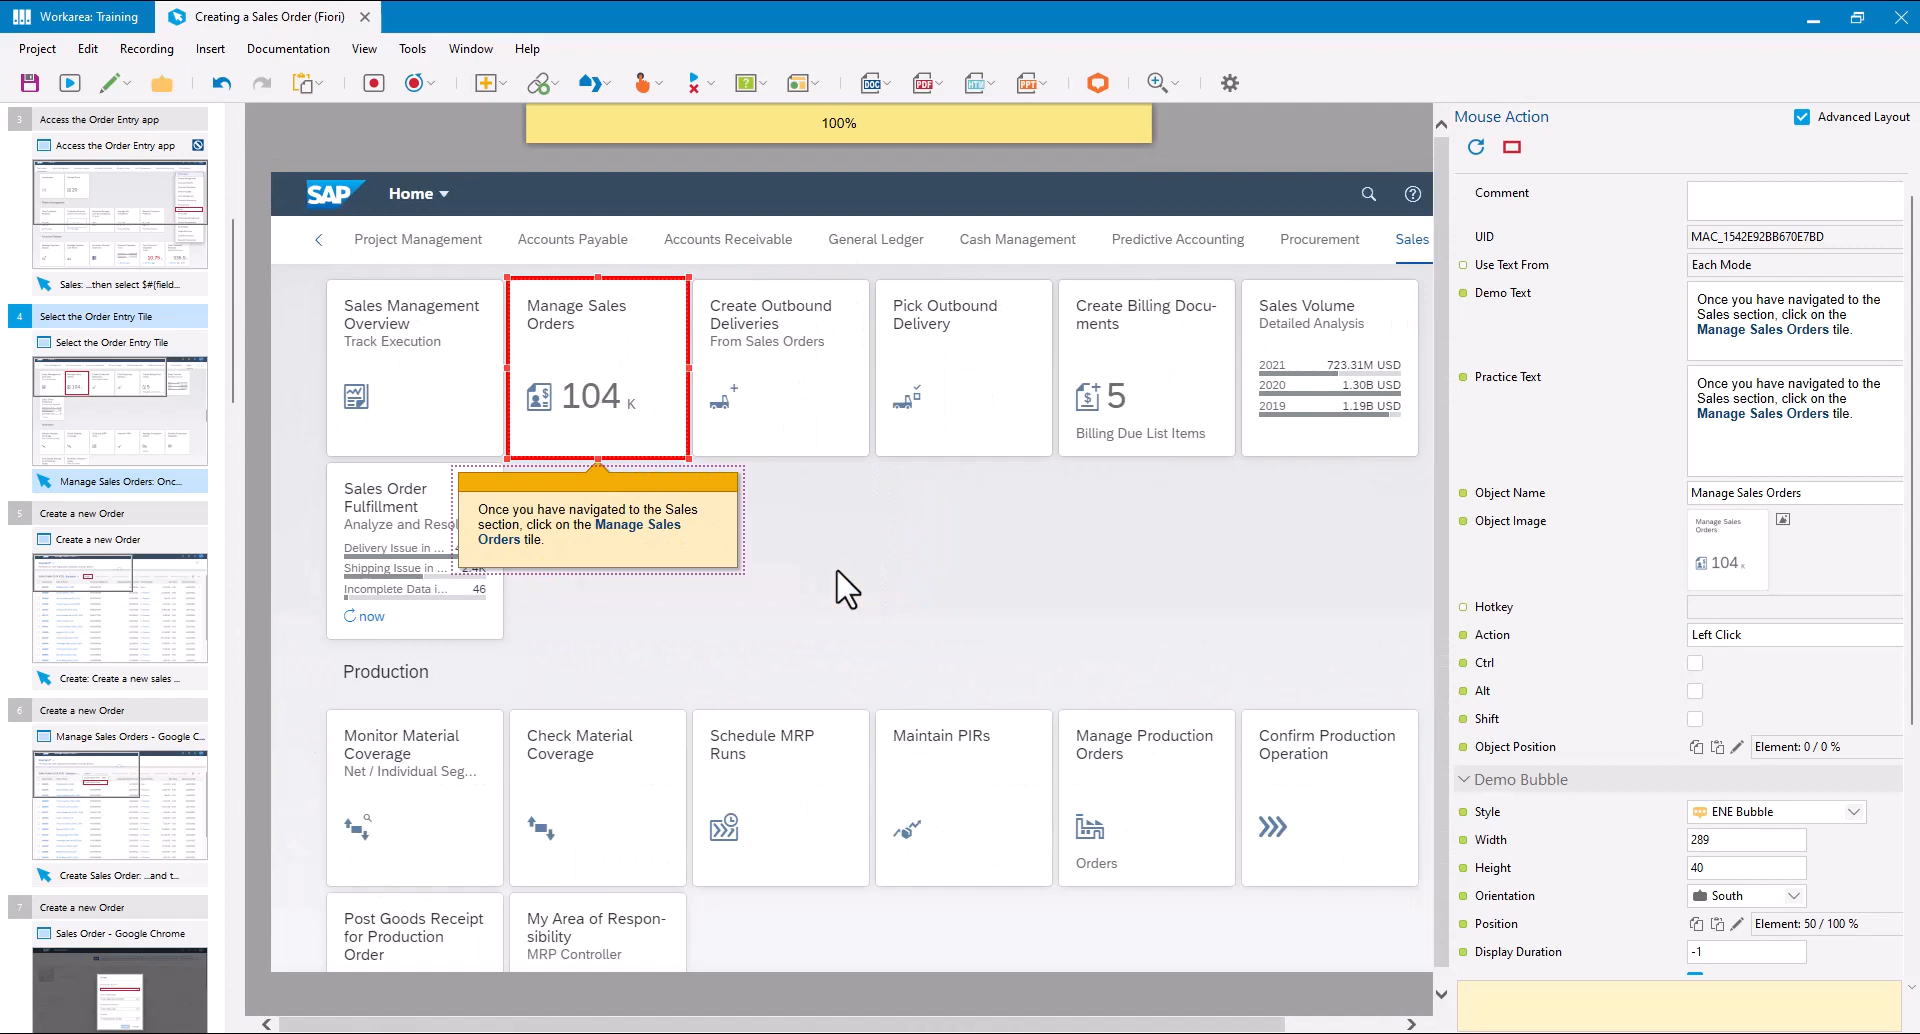 Workarea: Training
Creating a Sales Order (Fiori)
Project Edit Recording Insert Documentation View Tools Window Help
3 Access the Order Entry app
Access the Order Entry app
Sales: ...then select $#{field...
4 Select the Order Entry Tile
Select the Order Entry Tile
Manage Sales Orders: Onc...
5 Create a new Order
Create a new Order
Create: Create a new sales ...
6 Create a new Order
Manage Sales Orders - Google C...
Create Sales Order: ...and t...
7 Create a new Order
Sales Order - Google Chrome
100%
SAP Home
Project Management Accounts Payable Accounts Receivable General Ledger Cash Management Predictive Accounting Procurement Sales
Sales Management
Overview
Track Execution
Manage Sales
Orders
104 K
Create Outbound
Deliveries
From Sales Orders
Pick Outbound
Delivery
Create Billing Docu-
ments
5
Billing Due List Items
Sales Volume
Detailed Analysis
2021 723.31M USD
2020 1.30B USD
2019 1.19B USD
Sales Order
Fulfillment
Analyze and Resol
Delivery Issue in ...
Shipping Issue in ... 2.4K
Incomplete Data i... 46
now
Once you have navigated to the Sales
section, click on the Manage Sales
Orders tile.
Production
Monitor Material
Coverage
Net / Individual Seg...
Check Material
Coverage
Schedule MRP
Runs
Maintain PIRs
Manage Production
Orders
Orders
Confirm Production
Operation
Post Goods Receipt
for Production
Order
My Area of Respon-
sibility
MRP Controller
Mouse Action
Advanced Layout
Comment
UID MAC_1542E92BB670E7BD
Use Text From Each Mode
Demo Text
Once you have navigated to the
Sales section, click on the
Manage Sales Orders tile.
Practice Text
Once you have navigated to the
Sales section, click on the
Manage Sales Orders tile.
Object Name Manage Sales Orders
Object Image
Manage Sales
Orders
104 K
Hotkey
Action Left Click
Ctrl
Alt
Shift
Object Position Element: 0 / 0 %
Demo Bubble
Style ENE Bubble
Width 289
Height 40
Orientation South
Position Element: 50 / 100 %
Display Duration -1